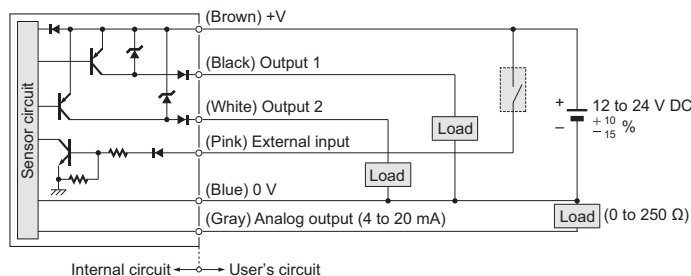 (Brown) +V
(Black) Output 1
(White) Output 2
(Pink) External input
(Blue) 0 V
(Gray) Analog output (4 to 20 mA)
Sensor circuit
Load
Load
+
−
12 to 24 V DC
+10
−15 %
Load
(0 to 250 Ω)
Internal circuit
User's circuit